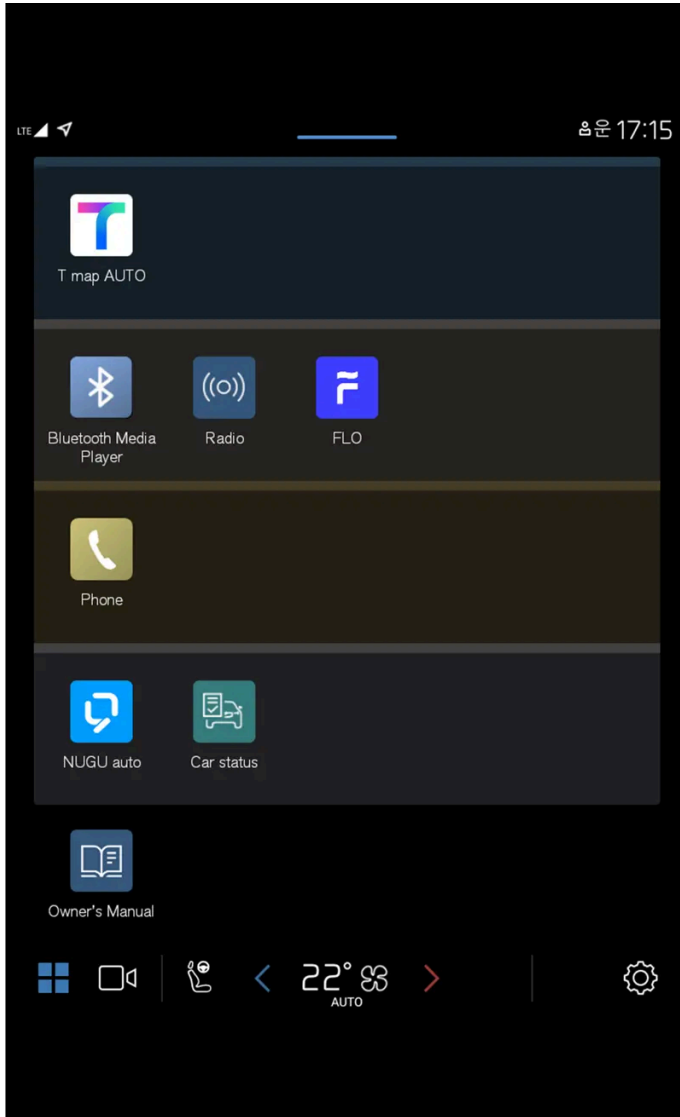 LTE
운 17:15
T map AUTO
Bluetooth Media
Player
Radio
FLO
Phone
NUGU auto
Car status
Owner's Manual
22°
AUTO